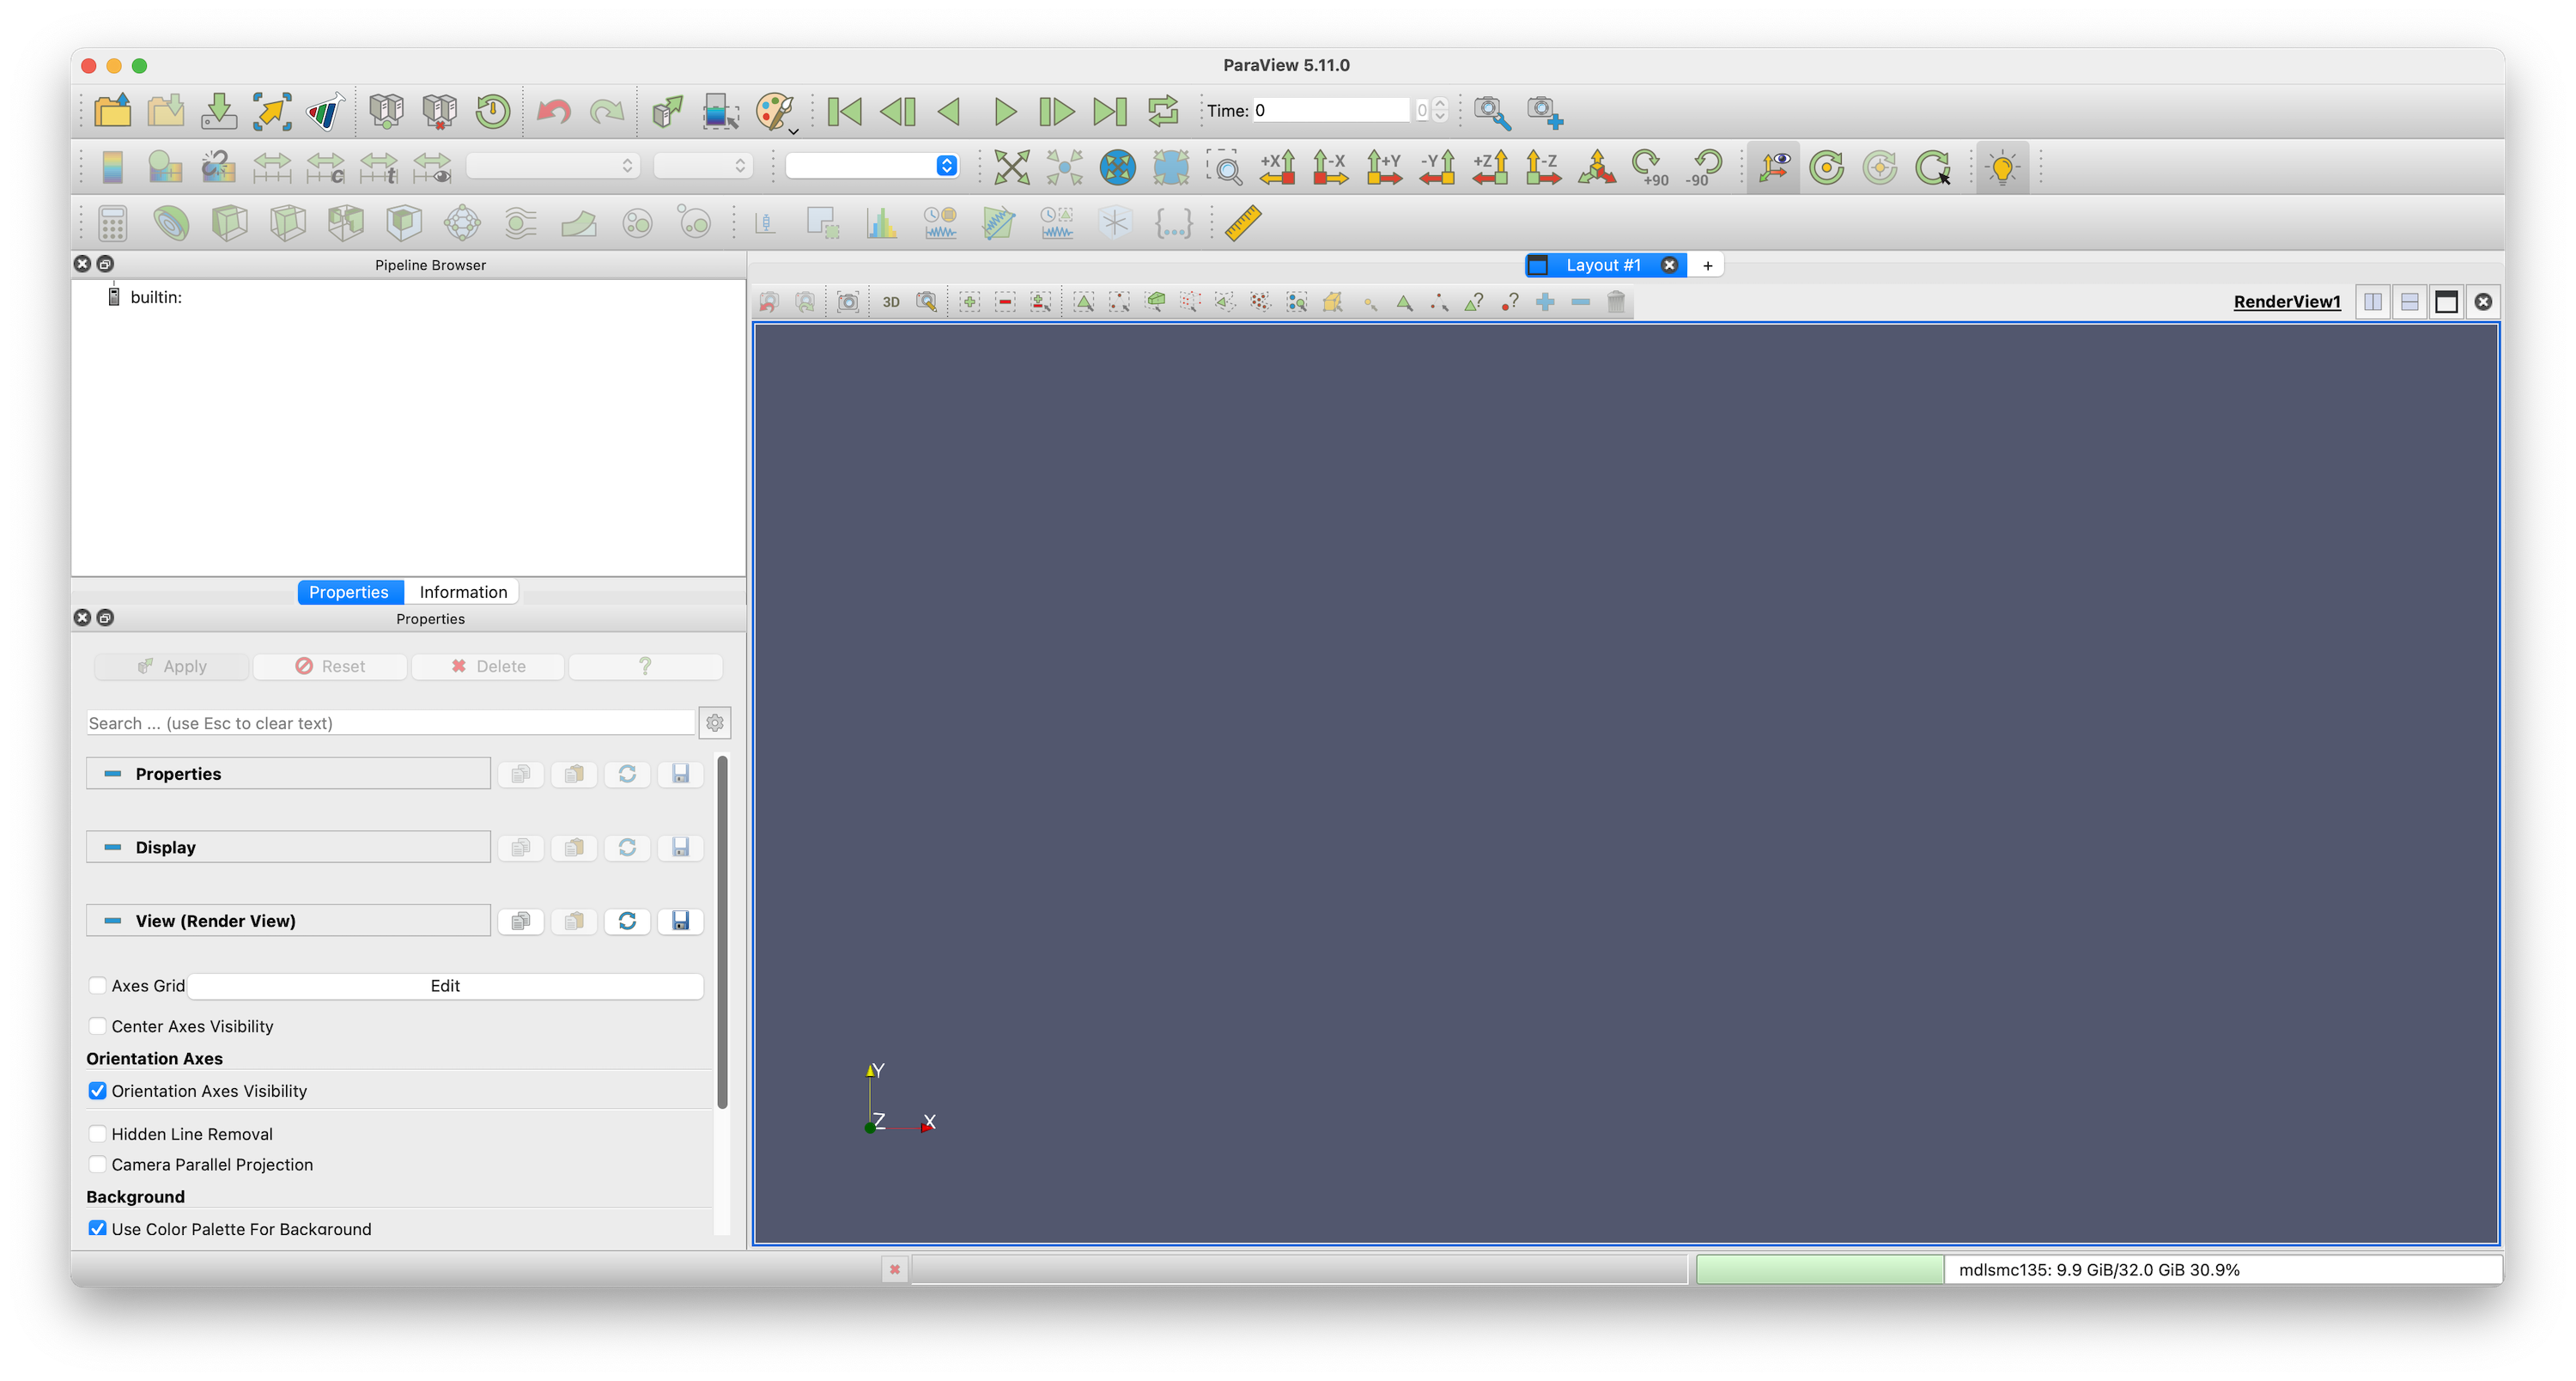 ParaView 5.11.0
Time: 0 0
c t
+X -X +Y -Y +Z -Z +90 -90
{...}
Pipeline Browser
builtin:
Layout #1 +
3D ? ?
RenderView1
Properties Information
Properties
Apply Reset Delete ?
Search ... (use Esc to clear text)
Properties
Display
View (Render View)
Axes Grid Edit
Center Axes Visibility
Orientation Axes
Orientation Axes Visibility
Hidden Line Removal
Camera Parallel Projection
Background
Use Color Palette For Background
Y
Z X
mdlsmc135: 9.9 GiB/32.0 GiB 30.9%